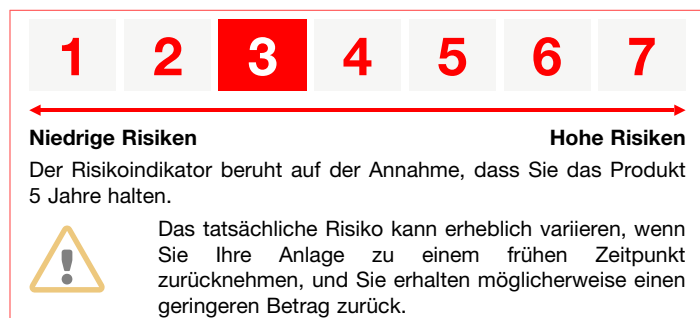 1 2 3 4 5 6 7
Niedrige Risiken Hohe Risiken
Der Risikoindikator beruht auf der Annahme, dass Sie das Produkt
5 Jahre halten.
Das tatsächliche Risiko kann erheblich variieren, wenn
Sie Ihre Anlage zu einem frühen Zeitpunkt
zurücknehmen, und Sie erhalten möglicherweise einen
geringeren Betrag zurück.